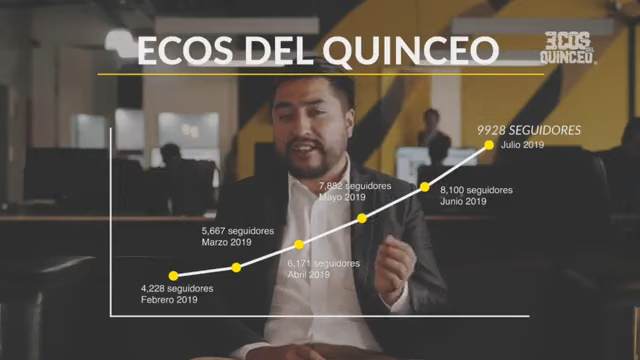 ECOS DEL QUINCEO
ECOS
DEL
QUINCEO
9928 SEGUIDORES
Julio 2019
7,882 seguidores
Mayo 2019
8,100 seguidores
Junio 2019
5,667 seguidores
Marzo 2019
6,171 seguidores
Abril 2019
4,228 seguidores
Febrero 2019